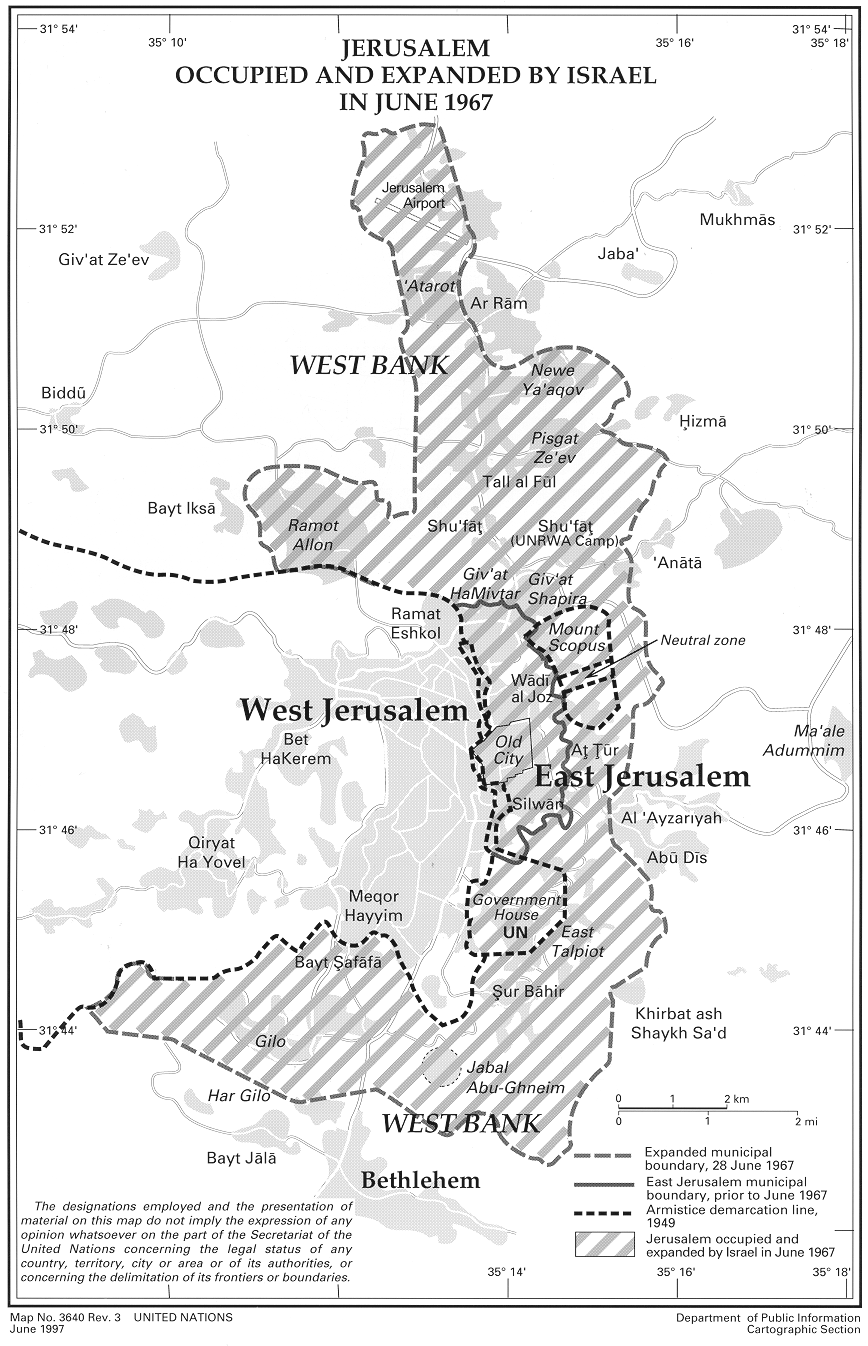 31° 54'
31° 54'
35° 10'
35° 16'
35° 18'
JERUSALEM
OCCUPIED AND EXPANDED BY ISRAEL
IN JUNE 1967
Jerusalem
Airport
Mukhmās
31° 52'
31° 52'
Giv'at Ze'ev
Jaba'
'Atarot
Ar Rām
WEST BANK
Newe
Ya'aqov
Biddū
Ḥizmā
31° 50'
31° 50'
Pisgat
Ze'ev
Tall al Fūl
Bayt Iksā
Ramot
Allon
Shu'fāţ
Shu'fāţ
(UNRWA Camp)
'Anātā
Giv'at
HaMivtar
Giv'at
Shapira
Ramat
Eshkol
31° 48'
31° 48'
Mount
Scopus
Neutral zone
Wādī
al Joz
West Jerusalem
Bet
HaKerem
Old
City
Aţ Ţūr
Ma'ale
Adummim
East Jerusalem
Silwān
31° 46'
31° 46'
Al 'Ayzarıyah
Abū Dīs
Qiryat
Ha Yovel
Meqor
Hayyim
Government
House
UN
East
Talpiot
Bayt Şafāfā
Şur Bāhir
Khirbat ash
Shaykh Sa'd
31° 44'
31° 44'
Gilo
Jabal
Abu-Ghneim
Har Gilo
WEST BANK
0 1 2 km
0 1 2 mi
Bayt Jālā
Bethlehem
Expanded municipal
boundary, 28 June 1967
East Jerusalem municipal
boundary, prior to June 1967
Armistice demarcation line,
1949
Jerusalem occupied and
expanded by Israel in June 1967
The designations employed and the presentation of
material on this map do not imply the expression of any
opinion whatsoever on the part of the Secretariat of the
United Nations concerning the legal status of any
country, territory, city or area or of its authorities, or
concerning the delimitation of its frontiers or boundaries.
35° 14'
35° 16'
35° 18'
Map No. 3640 Rev. 3 UNITED NATIONS
June 1997
Department of Public Information
Cartographic Section